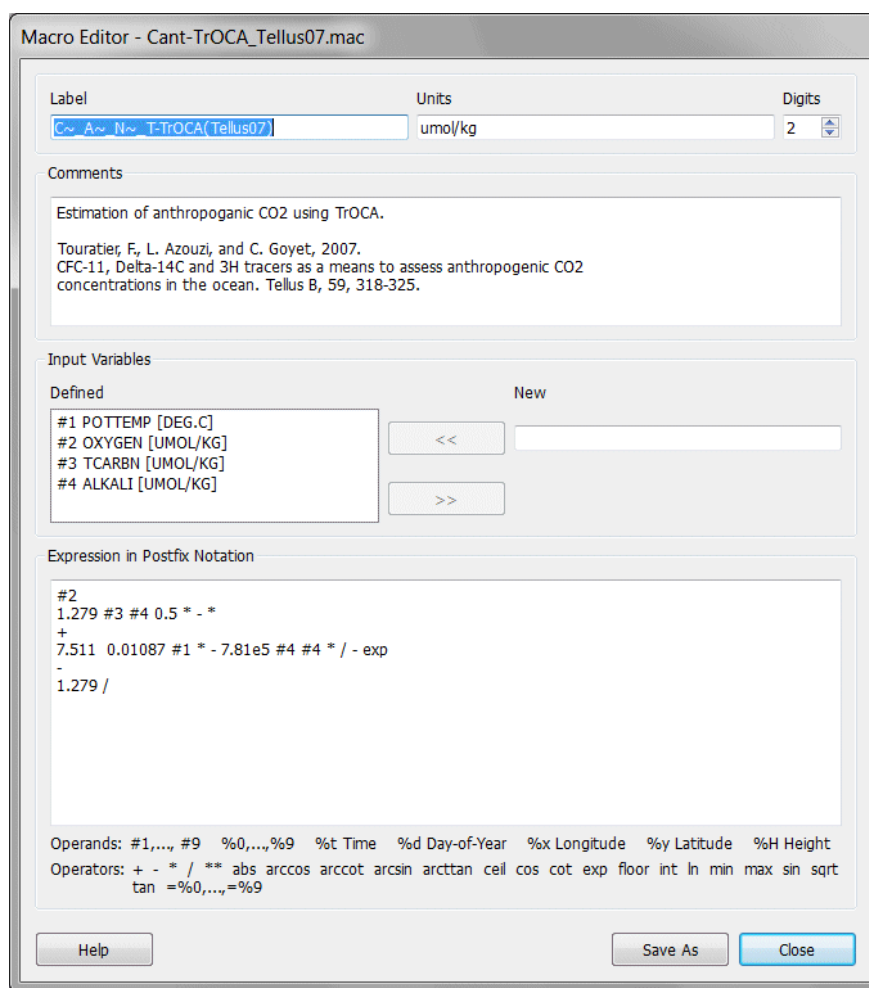 Macro Editor - Cant-TrOCA_Tellus07.mac
Label Units Digits
C~_A~_N~_T-TrOCA(Tellus07) umol/kg 2
Comments
Estimation of anthropoganic CO2 using TrOCA.
Touratier, F., L. Azouzi, and C. Goyet, 2007.
CFC-11, Delta-14C and 3H tracers as a means to assess anthropogenic CO2
concentrations in the ocean. Tellus B, 59, 318-325.
Input Variables
Defined New
#1 POTTEMP [DEG.C]
#2 OXYGEN [UMOL/KG]
#3 TCARBN [UMOL/KG]
#4 ALKALI [UMOL/KG]
<<
>>
Expression in Postfix Notation
#2
1.279 #3 #4 0.5 * - *
+
7.511 0.01087 #1 * - 7.81e5 #4 #4 * / - exp
-
1.279 /
Operands: #1,..., #9 %0,...,%9 %t Time %d Day-of-Year %x Longitude %y Latitude %H Height
Operators: + - * / ** abs arccos arccot arcsin arcttan ceil cos cot exp floor int ln min max sin sqrt
tan =%0,...,=%9
Help Save As Close